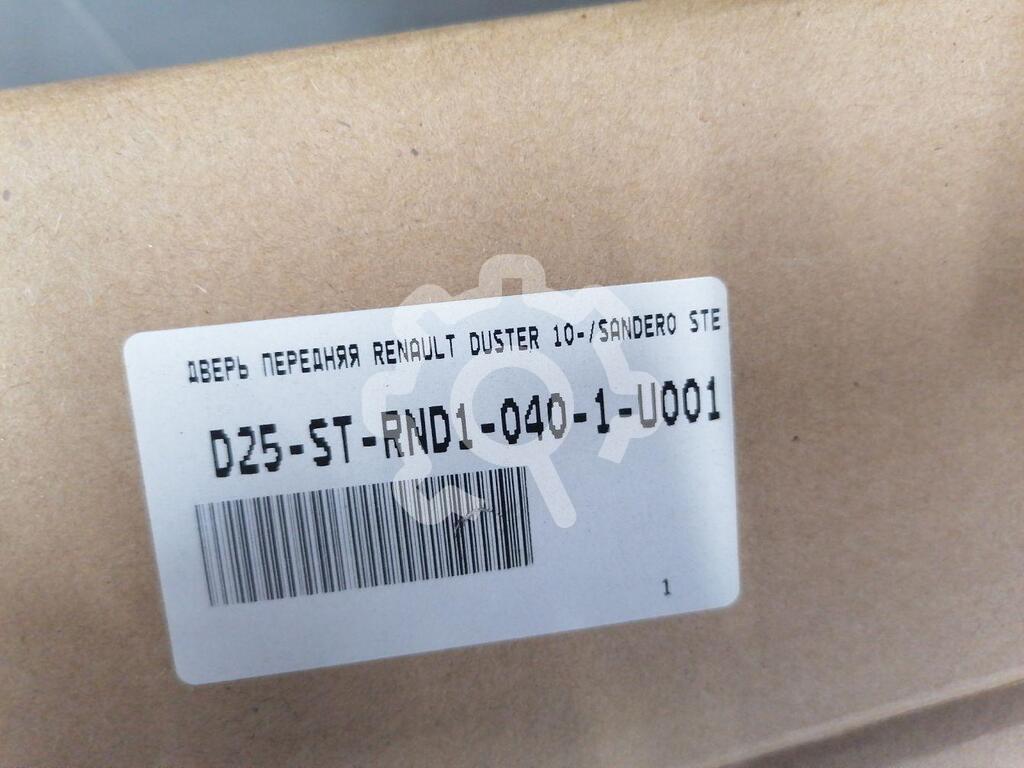 ДВЕРЬ ПЕРЕДНЯЯ RENAULT DUSTER 10-/SANDERO STE
D25-ST-RND1-040-1-U001
1